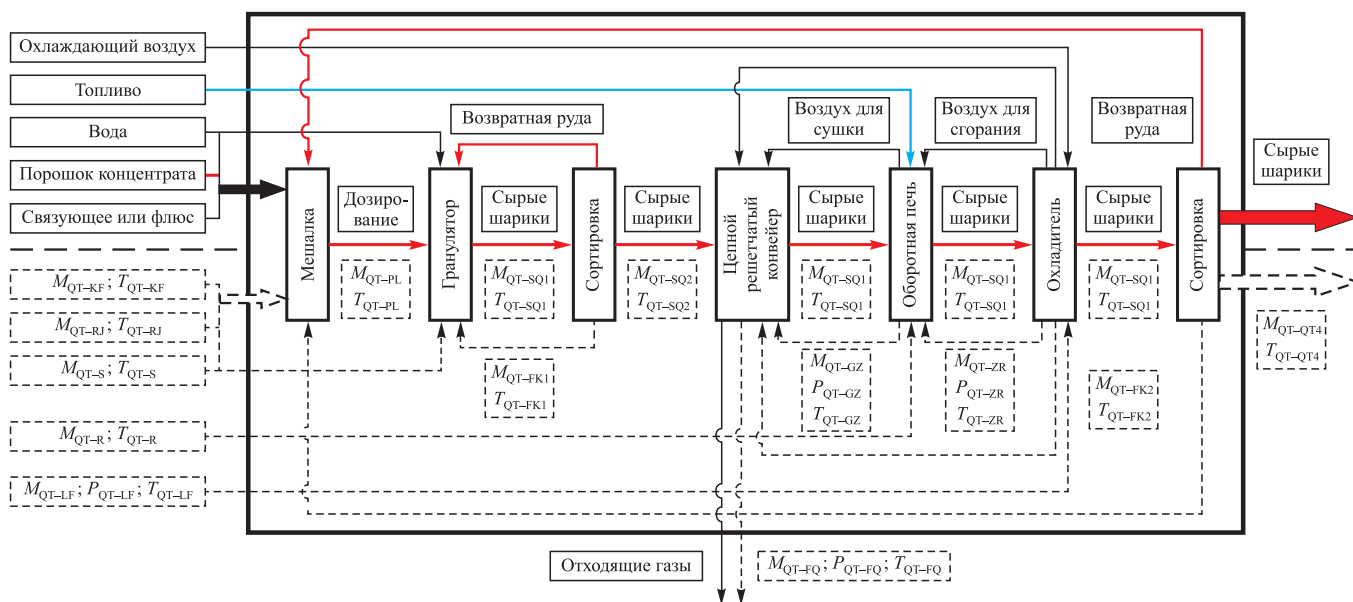 Охлаждающий воздух
Топливо
Вода
Порошок концентрата
Связующее или флюс
Возвратная руда
Воздух для
сушки
Воздух для
сгорания
Возвратная
руда
Сырые
шарики
Мешалка
Дозиро-
вание
Гранулятор
Сырые
шарики
Сортировка
Сырые
шарики
Цепной
решетчатый
конвейер
Сырые
шарики
Оборотная печь
Сырые
шарики
Охладитель
Сырые
шарики
Сортировка
M_QT–KF; T_QT–KF
M_QT–RJ; T_QT–RJ
M_QT–S; T_QT–S
M_QT–R; T_QT–R
M_QT–LF; P_QT–LF; T_QT–LF
M_QT–PL
T_QT–PL
M_QT–SQ1
T_QT–SQ1
M_QT–SQ2
T_QT–SQ2
M_QT–SQ1
T_QT–SQ1
M_QT–SQ1
T_QT–SQ1
M_QT–SQ1
T_QT–SQ1
M_QT–QT4
T_QT–QT4
M_QT–FK1
T_QT–FK1
M_QT–GZ
P_QT–GZ
T_QT–GZ
M_QT–ZR
P_QT–ZR
T_QT–ZR
M_QT–FK2
T_QT–FK2
Отходящие газы
M_QT–FQ; P_QT–FQ; T_QT–FQ